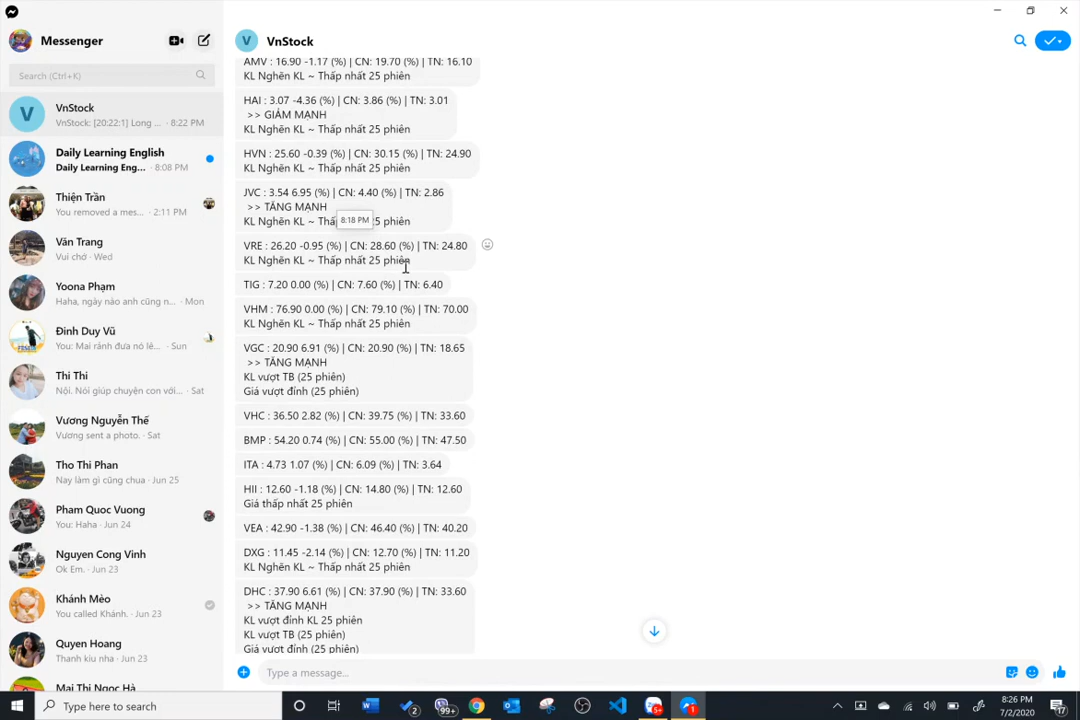 Messenger
Search (Ctrl+K)
V
VnStock
VnStock: [20:22:1] Long ... · 8:22 PM
Daily Learning English
Daily Learning Eng... · 8:08 PM
Thiện Trần
You removed a mes... · 2:11 PM
Văn Trang
Vui chớ · Wed
Yoona Phạm
Haha, ngày nào anh cũng n... · Mon
Đinh Duy Vũ
You: Mai rảnh đưa nó lê... · Sun
Thi Thi
Nội. Nói giúp chuyện con với... · Sat
Vương Nguyễn Thế
Vương sent a photo. · Sat
Tho Thi Phan
Nay làm gì cũng chua · Jun 25
Pham Quoc Vuong
You: Haha · Jun 24
Nguyen Cong Vinh
Ok Em. · Jun 23
Khánh Mèo
You called Khánh. · Jun 23
Quyen Hoang
Thanh kiu nha · Jun 23
Mai Thi Ngoc Hà
V
VnStock
AMV : 16.90 -1.17 (%) | CN: 19.70 (%) | TN: 16.10
KL Nghẽn KL ~ Thấp nhất 25 phiên
HAI : 3.07 -4.36 (%) | CN: 3.86 (%) | TN: 3.01
>> GIẢM MẠNH
KL Nghẽn KL ~ Thấp nhất 25 phiên
HVN : 25.60 -0.39 (%) | CN: 30.15 (%) | TN: 24.90
KL Nghẽn KL ~ Thấp nhất 25 phiên
JVC : 3.54 6.95 (%) | CN: 4.40 (%) | TN: 2.86
>> TĂNG MẠNH
8:18 PM
KL Nghẽn KL ~ 25 phiên
VRE : 26.20 -0.95 (%) | CN: 28.60 (%) | TN: 24.80
KL Nghẽn KL ~ Thấp nhất 25 phiên
TIG : 7.20 0.00 (%) | CN: 7.60 (%) | TN: 6.40
VHM : 76.90 0.00 (%) | CN: 79.10 (%) | TN: 70.00
KL Nghẽn KL ~ Thấp nhất 25 phiên
VGC : 20.90 6.91 (%) | CN: 20.90 (%) | TN: 18.65
>> TĂNG MẠNH
KL vượt TB (25 phiên)
Giá vượt đỉnh (25 phiên)
VHC : 36.50 2.82 (%) | CN: 39.75 (%) | TN: 33.60
BMP : 54.20 0.74 (%) | CN: 55.00 (%) | TN: 47.50
ITA : 4.73 1.07 (%) | CN: 6.09 (%) | TN: 3.64
HII : 12.60 -1.18 (%) | CN: 14.80 (%) | TN: 12.60
Giá thấp nhất 25 phiên
VEA : 42.90 -1.38 (%) | CN: 46.40 (%) | TN: 40.20
DXG : 11.45 -2.14 (%) | CN: 12.70 (%) | TN: 11.20
KL Nghẽn KL ~ Thấp nhất 25 phiên
DHC : 37.90 6.61 (%) | CN: 37.90 (%) | TN: 33.60
>> TĂNG MẠNH
KL vượt đỉnh KL 25 phiên
KL vượt TB (25 phiên)
Giá vượt đỉnh (25 phiên)
Type a message...
Type here to search
2
99+
5+
1
8:26 PM
7/2/2020
17